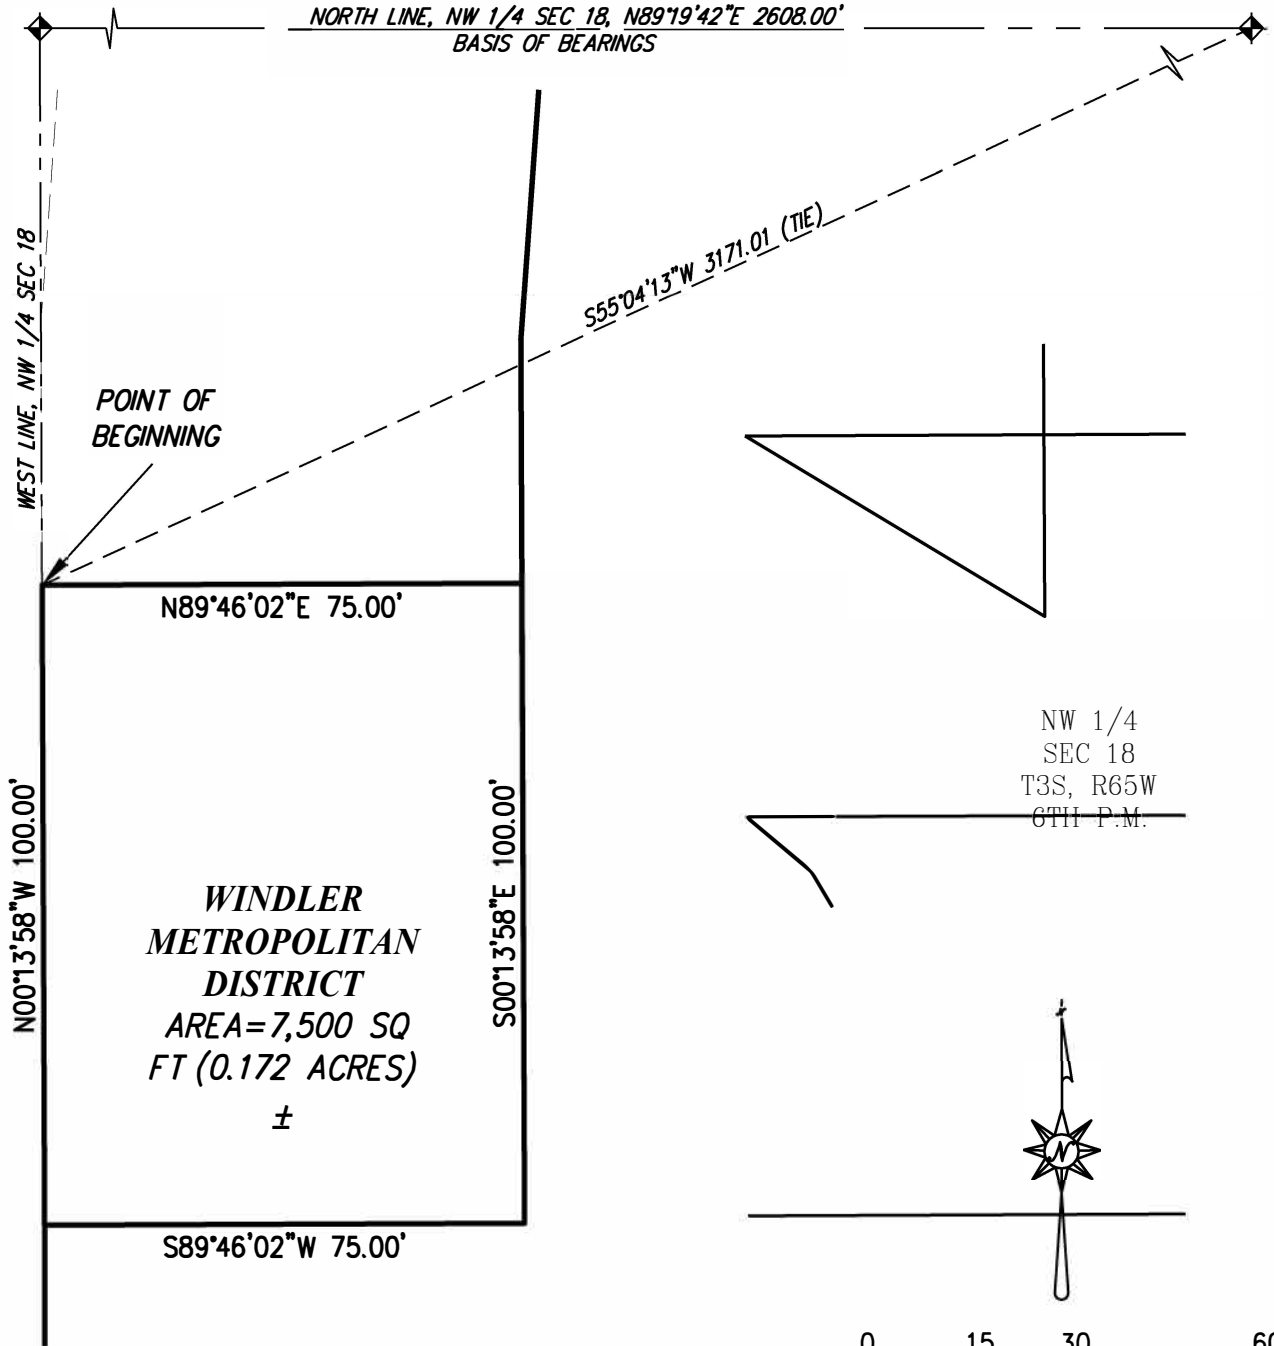 NORTH LINE, NW 1/4 SEC 18, N89°19'42"E 2608.00'
BASIS OF BEARINGS
WEST LINE, NW 1/4 SEC 18
S55°04'13"W 3171.01 (TIE)
POINT OF
BEGINNING
N89°46'02"E 75.00'
NW 1/4
SEC 18
T3S, R65W
6TH P.M.
N00°13'58"W 100.00'
S00°13'58"E 100.00'
WINDLER
METROPOLITAN
DISTRICT
AREA=7,500 SQ
FT (0.172 ACRES)
±
N
S89°46'02"W 75.00'
0 15 30 60